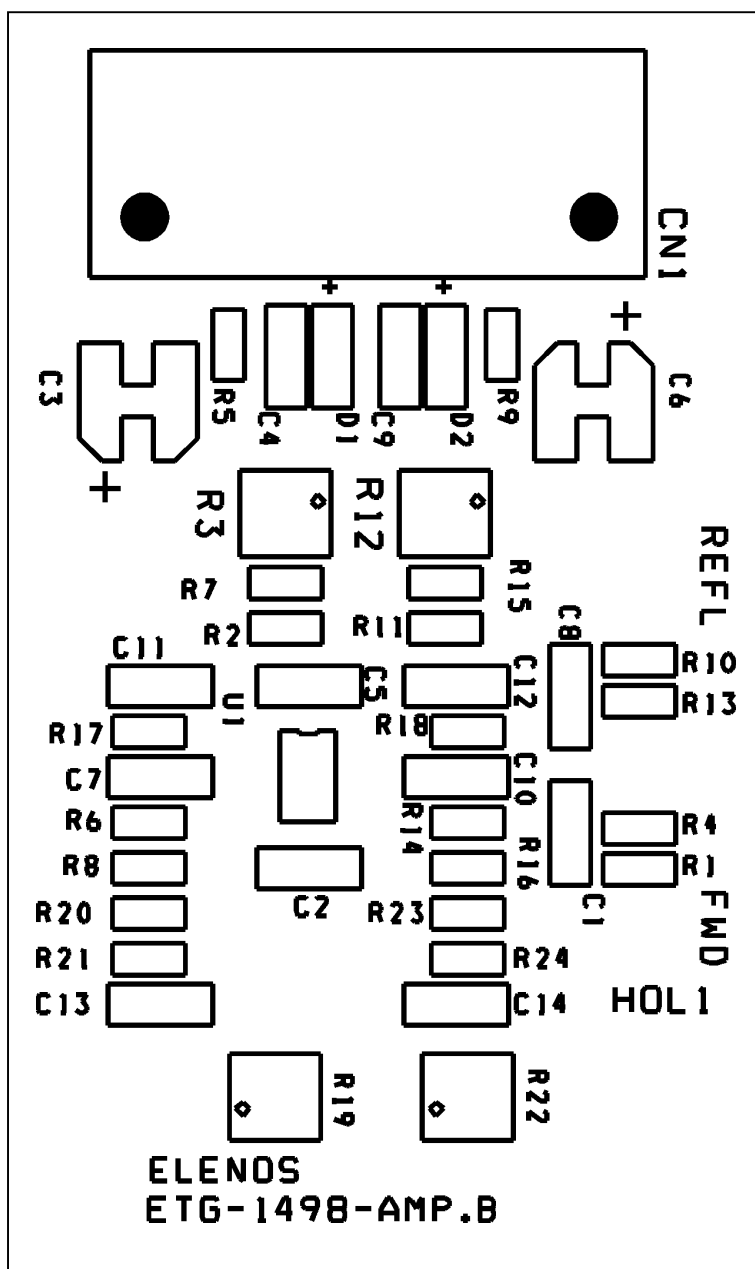 CN1
+
+
+
C3
R5
C4
D1
C9
D2
R9
C6
+
R3
R12
REFL
R7
R15
R2
R11
C8
C11
C5
C12
R10
U1
R13
R17
R18
C7
C10
R6
R14
R4
R8
R16
R1
C2
C1
R20
R23
FWD
R21
R24
C13
C14
HOL1
R19
R22
ELENOS
ETG-1498-AMP.B